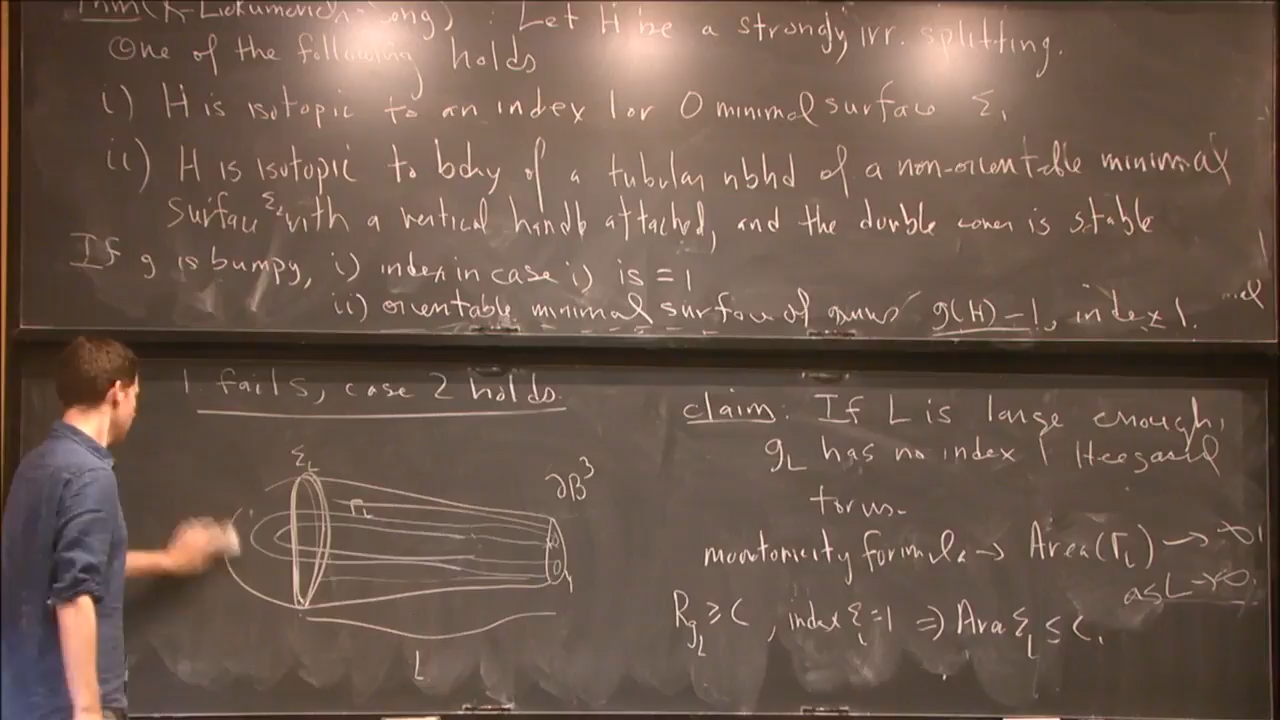 Thm (K-Liokumovich-Song) : Let H be a strongly irr. splitting.
One of the following holds
i) H is isotopic to an index 1 or 0 minimal surface Σ,
ii) H is isotopic to bdry of a tubular nbhd of a non-orientable minimal
Surface Σ with a vertical handle attached, and the double cover is stable
If g is bumpy, i) index in case i) is = 1
ii) orientable minimal surface of genus g(H) - 1, index 1.
1. fails, case 2 holds.
Σ_L
Γ_L
∂B³
L
claim: If L is large enough,
g_L has no index 1 Heegaard
torus.
monotonicity formula → Area(Γ_L) → ∞
as L → ∞.
R_{g_L} ≥ C, index Σ_L = 1 ⇒ Area Σ_L ≤ C.